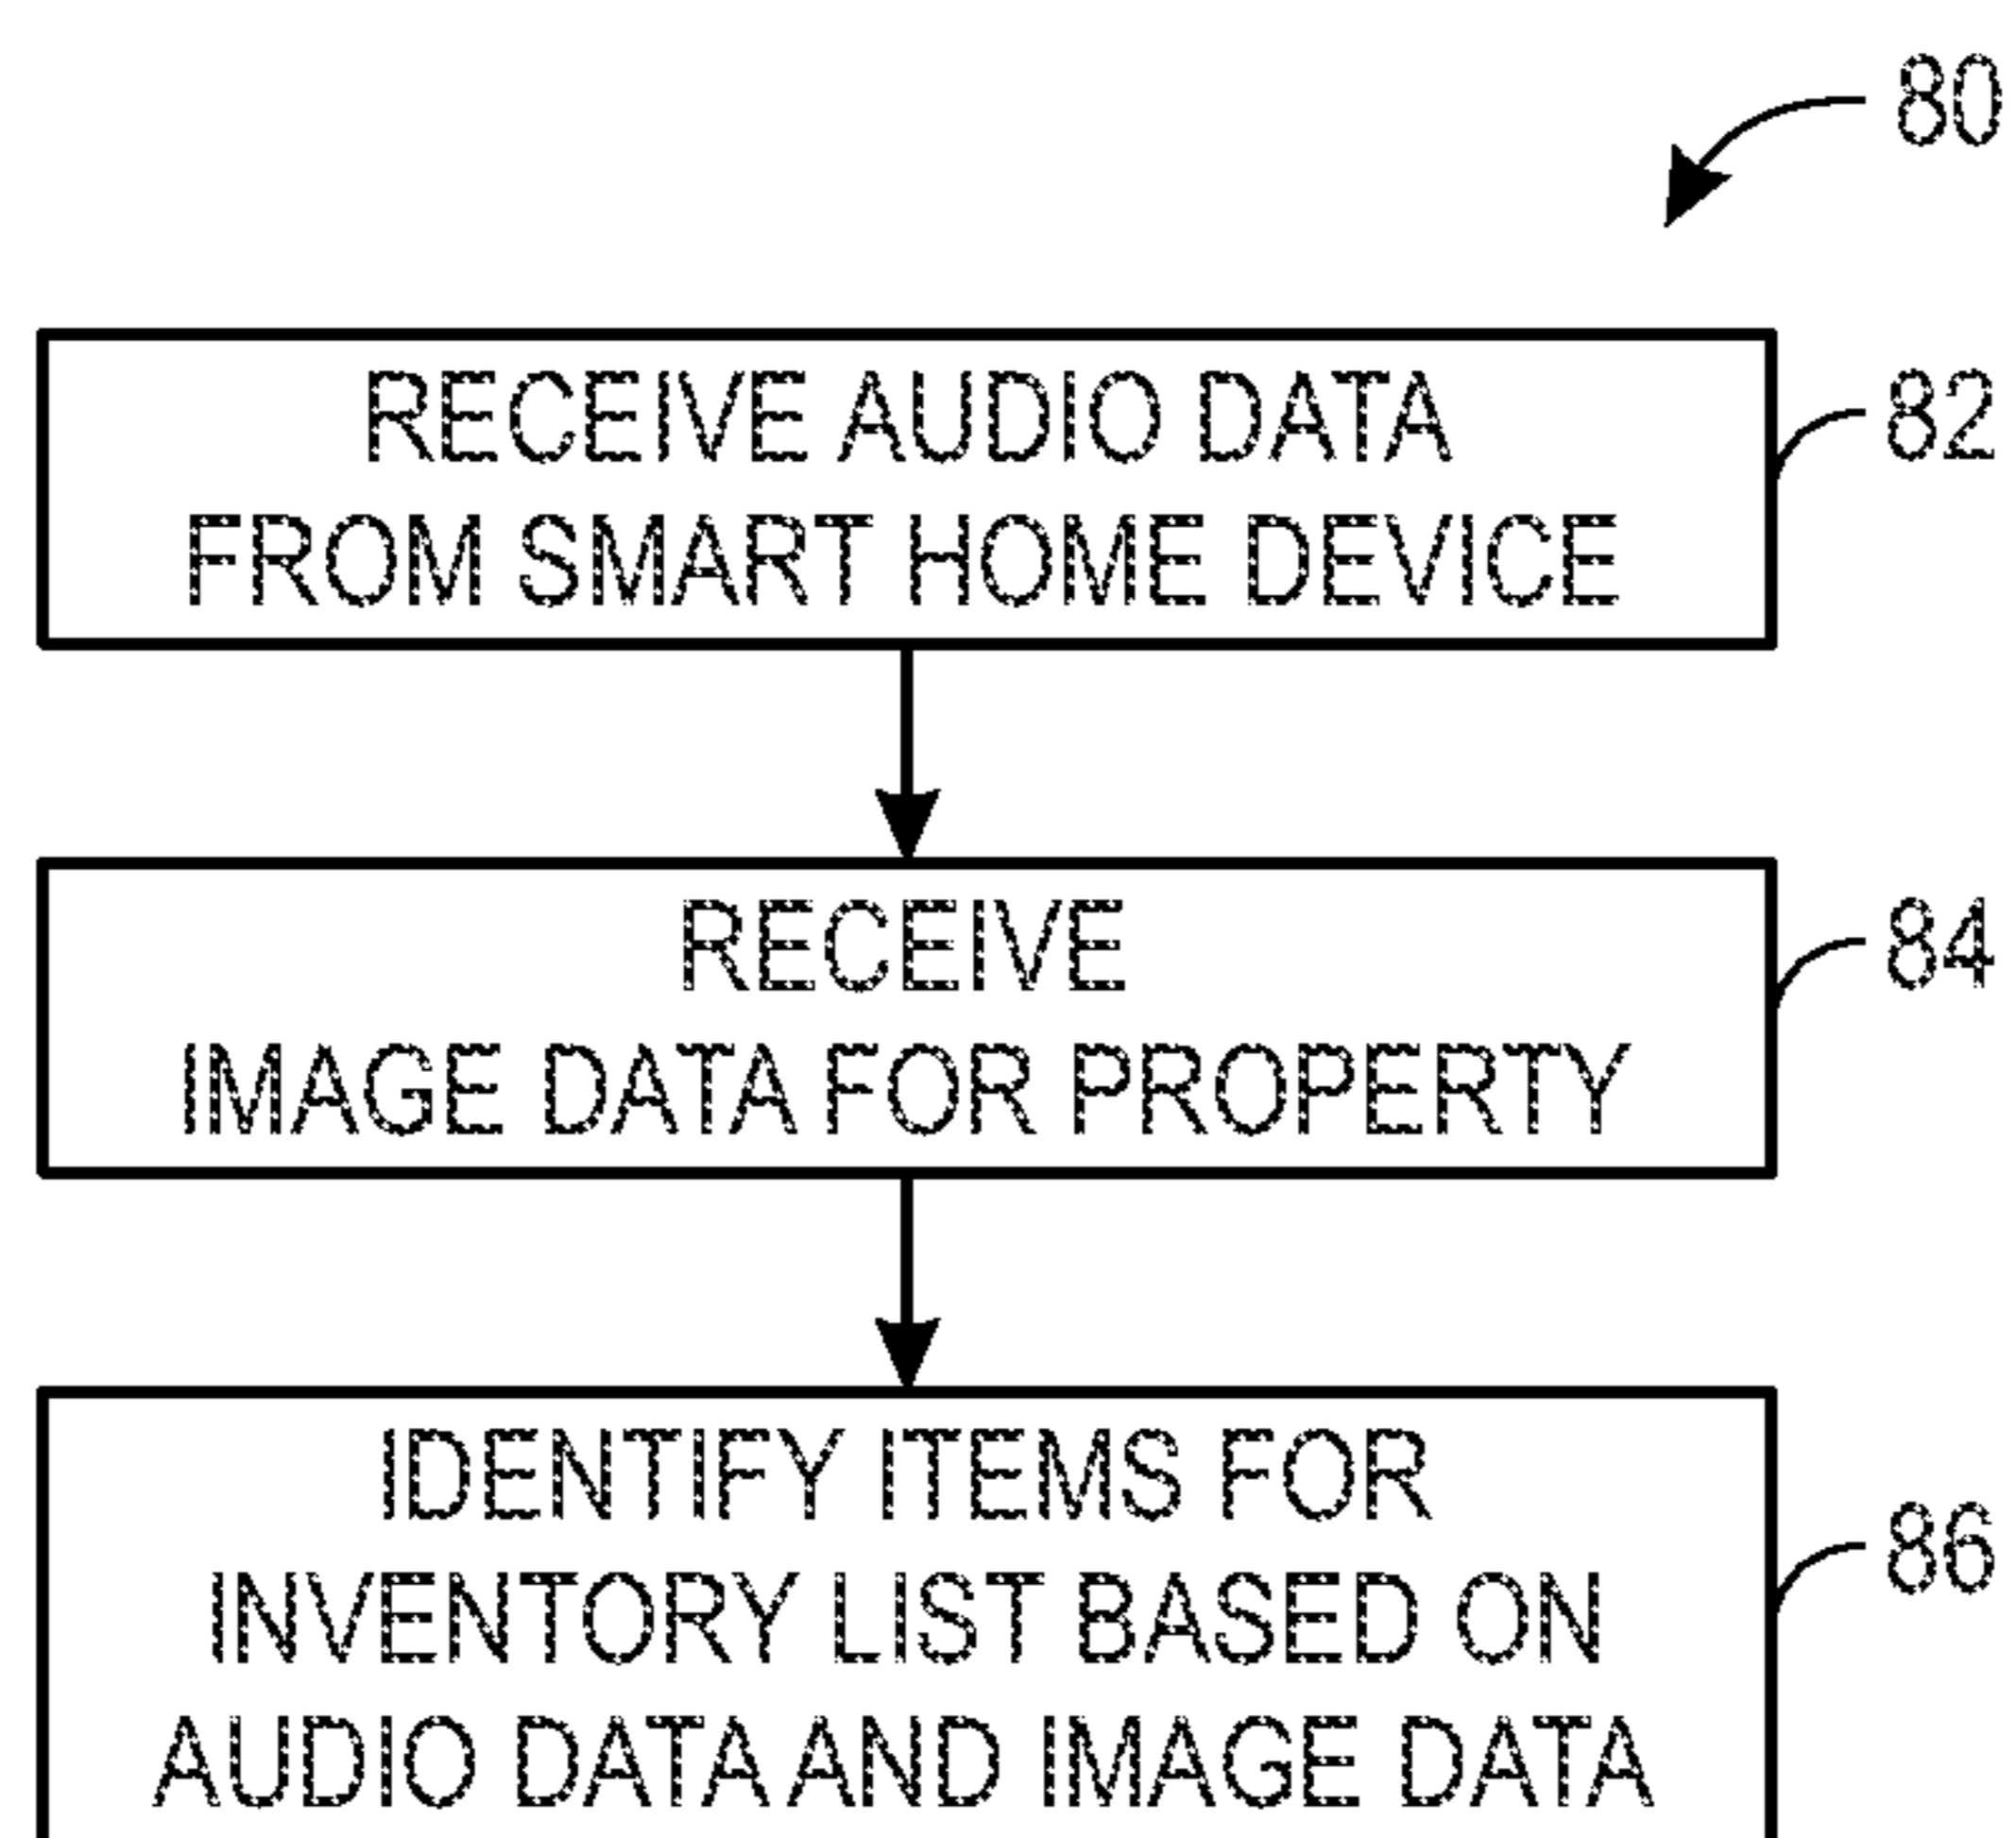 80
RECEIVE AUDIO DATA
FROM SMART HOME DEVICE
82
RECEIVE
IMAGE DATA FOR PROPERTY
84
IDENTIFY ITEMS FOR
INVENTORY LIST BASED ON
AUDIO DATA AND IMAGE DATA
86